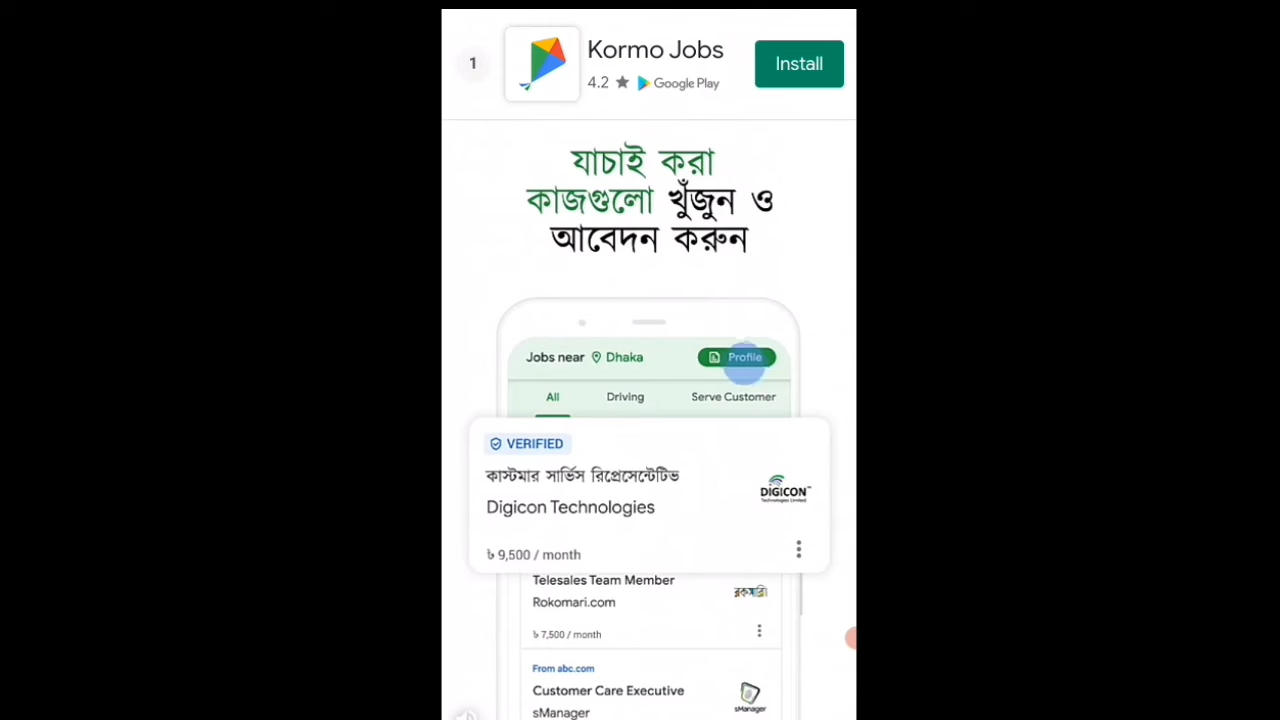 1
Kormo Jobs
Install
4.2 ★ Google Play
যাচাই করা
কাজগুলো খুঁজুন ও
আবেদন করুন
Jobs near Dhaka
Profile
All Driving Serve Customer
VERIFIED
কাস্টমার সার্ভিস রিপ্রেসেন্টেটিভ
Digicon Technologies
DIGICON
Technologies Limited
৳ 9,500 / month
Telesales Team Member
Rokomari.com
রকমারি
৳ 7,500 / month
From abc.com
Customer Care Executive
sManager
sManager